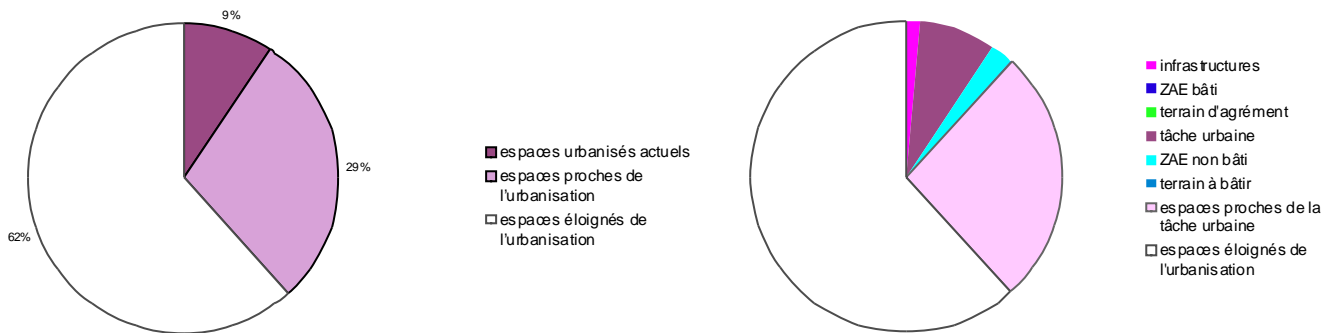 9%
29%
62%
espaces urbanisés actuels
espaces proches de
l'urbanisation
espaces éloignés de
l'urbanisation
infrastructures
ZAE bâti
terrain d'agrément
tâche urbaine
ZAE non bâti
terrain à bâtir
espaces proches de la
tâche urbaine
espaces éloignés de
l'urbanisation